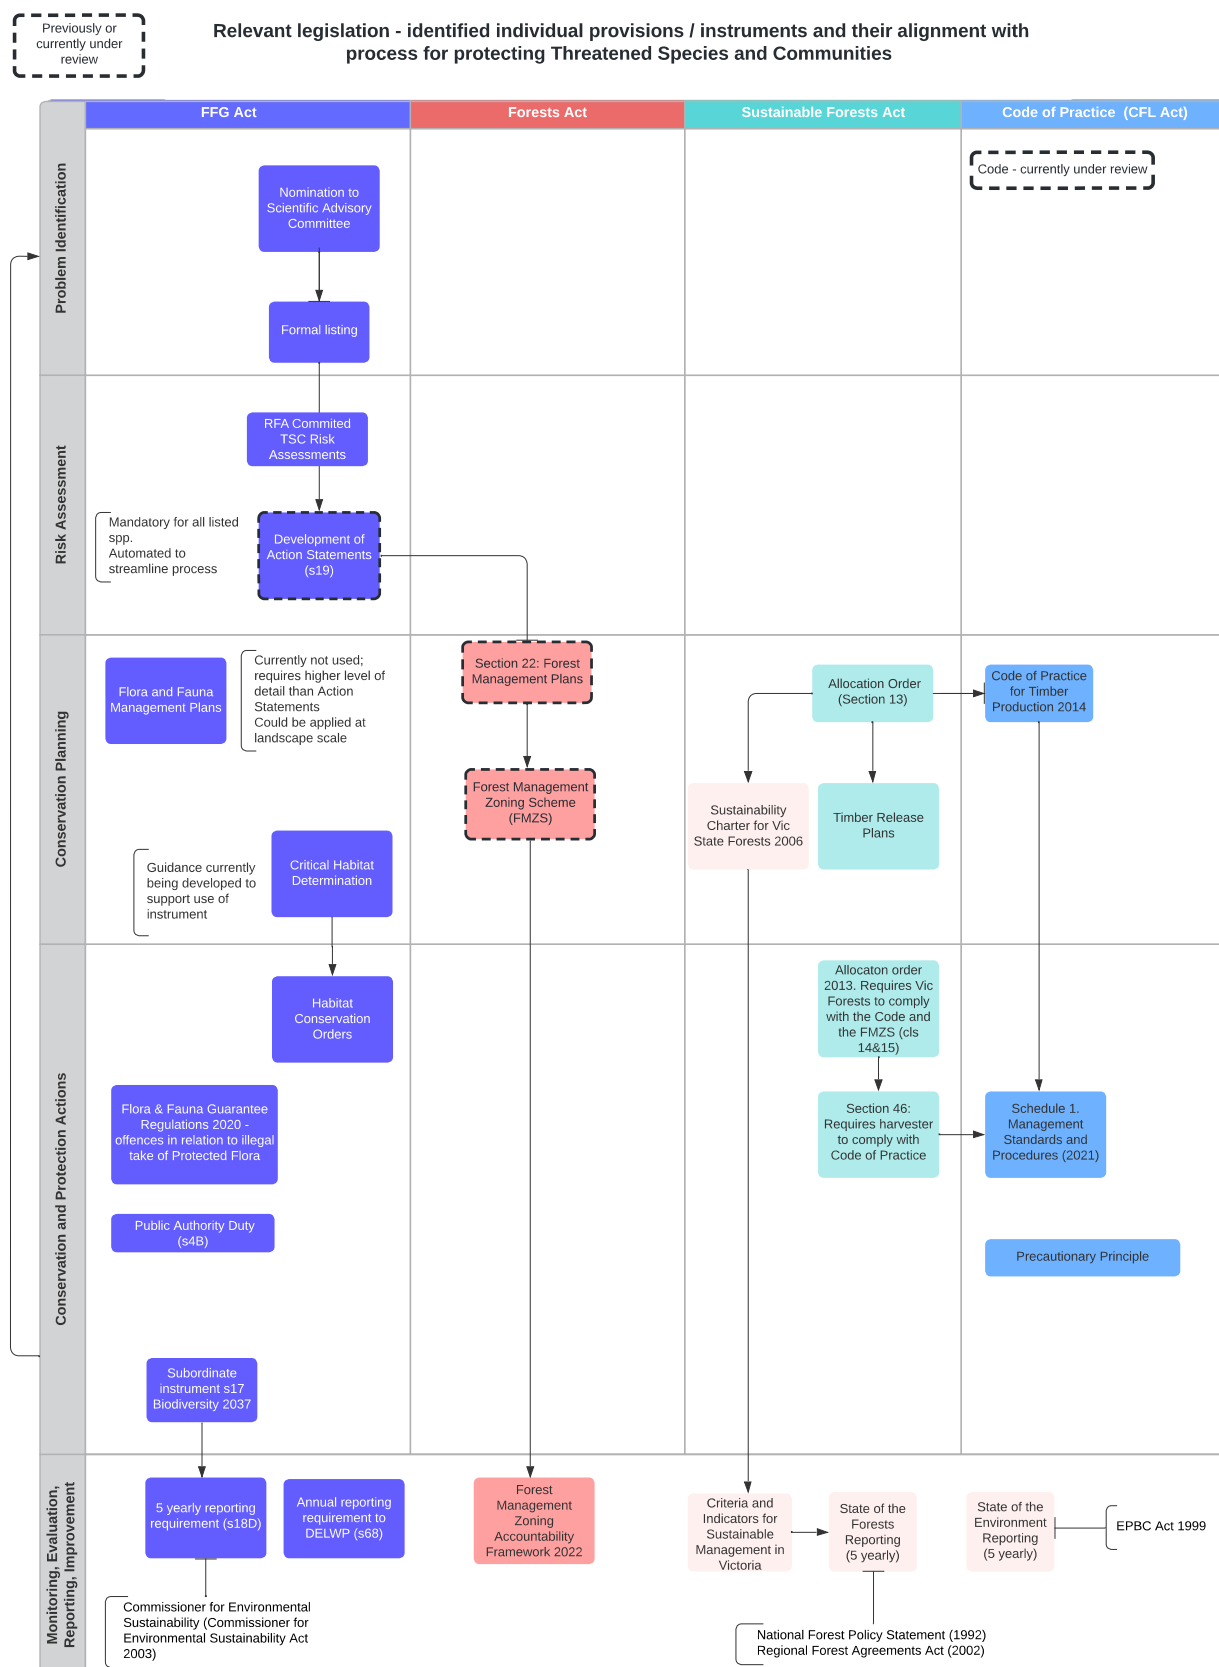 Previously or
currently under
review
Relevant legislation - identified individual provisions / instruments and their alignment with
process for protecting Threatened Species and Communities
FFG Act
Forests Act
Sustainable Forests Act
Code of Practice (CFL Act)
Problem Identification
Nomination to
Scientific Advisory
Committee
Formal listing
Code - currently under review
Risk Assessment
RFA Commited
TSC Risk
Assessments
Mandatory for all listed
spp.
Automated to
streamline process
Development of
Action Statements
(s19)
Conservation Planning
Flora and Fauna
Management Plans
Currently not used;
requires higher level of
detail than Action
Statements
Could be applied at
landscape scale
Section 22: Forest
Management Plans
Forest Management
Zoning Scheme
(FMZS)
Allocation Order
(Section 13)
Code of Practice
for Timber
Production 2014
Sustainability
Charter for Vic
State Forests 2006
Timber Release
Plans
Guidance currently
being developed to
support use of
instrument
Critical Habitat
Determination
Conservation and Protection Actions
Habitat
Conservation
Orders
Allocaton order
2013. Requires Vic
Forests to comply
with the Code and
the FMZS (cls
14&15)
Flora & Fauna Guarantee
Regulations 2020 -
offences in relation to illegal
take of Protected Flora
Section 46:
Requires harvester
to comply with
Code of Practice
Schedule 1.
Management
Standards and
Procedures (2021)
Public Authority Duty
(s4B)
Precautionary Principle
Subordinate
instrument s17
Biodiversity 2037
Monitoring, Evaluation,
Reporting, Improvement
5 yearly reporting
requirement (s18D)
Annual reporting
requirement to
DELWP (s68)
Forest
Management
Zoning
Accountability
Framework 2022
Criteria and
Indicators for
Sustainable
Management in
Victoria
State of the
Forests
Reporting
(5 yearly)
State of the
Environment
Reporting
(5 yearly)
EPBC Act 1999
Commissioner for Environmental
Sustainability (Commissioner for
Environmental Sustainability Act
2003)
National Forest Policy Statement (1992)
Regional Forest Agreements Act (2002)